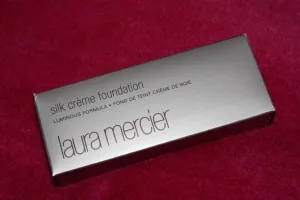 silk crème foundation
LUMINOUS FORMULA • FOND DE TEINT CRÈME DE SOIE
laura mercier